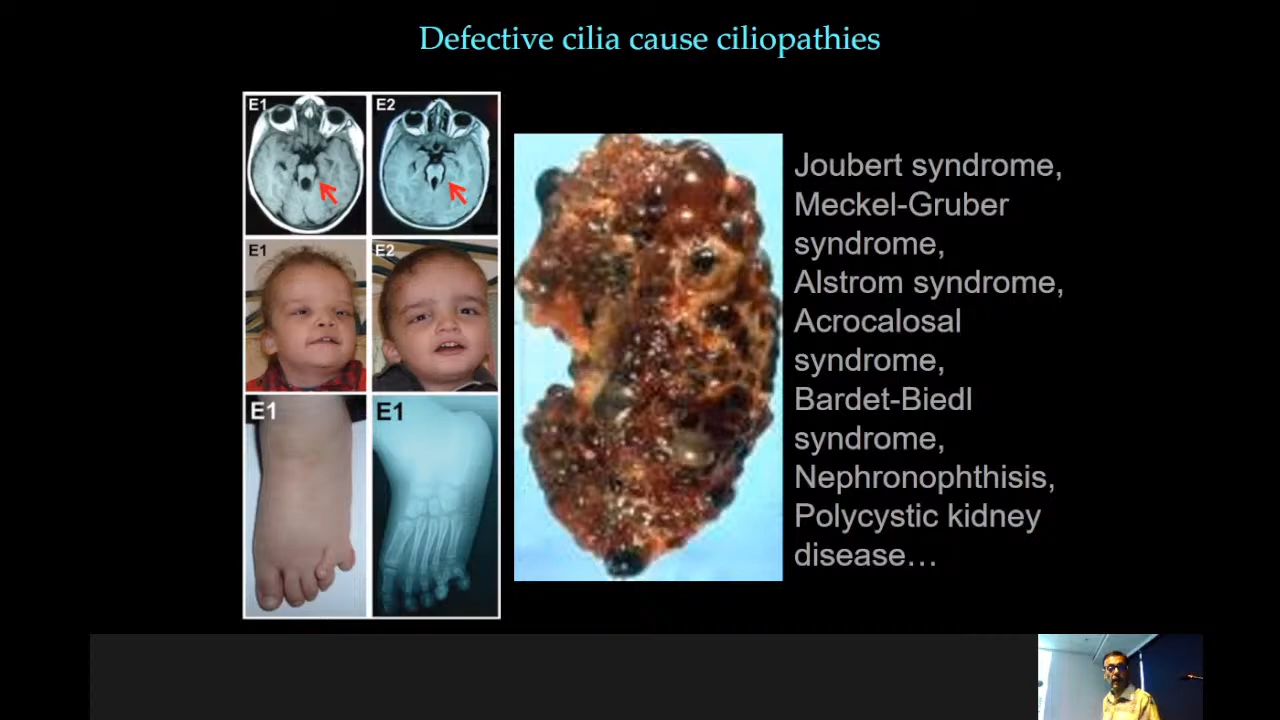 Defective cilia cause ciliopathies
E1
E2
E1
E2
E1
E1
Joubert syndrome,
Meckel-Gruber
syndrome,
Alstrom syndrome,
Acrocalosal
syndrome,
Bardet-Biedl
syndrome,
Nephronophthisis,
Polycystic kidney
disease…